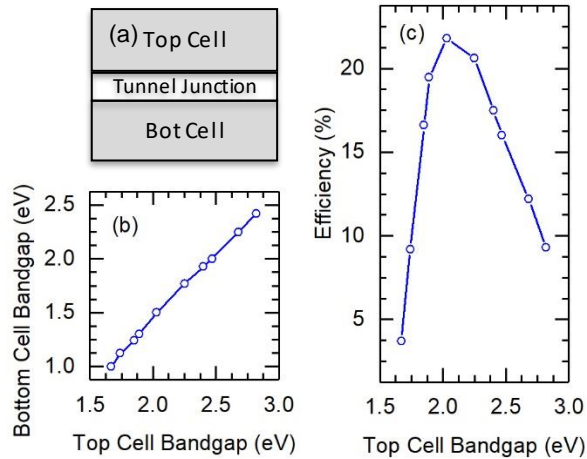 (a)
Top Cell
Tunnel Junction
Bot Cell
(b)
Bottom Cell Bandgap (eV)
2.5
2.0
1.5
1.0
1.5 2.0 2.5 3.0
Top Cell Bandgap (eV)
(c)
Efficiency (%)
20
15
10
5
1.5 2.0 2.5 3.0
Top Cell Bandgap (eV)